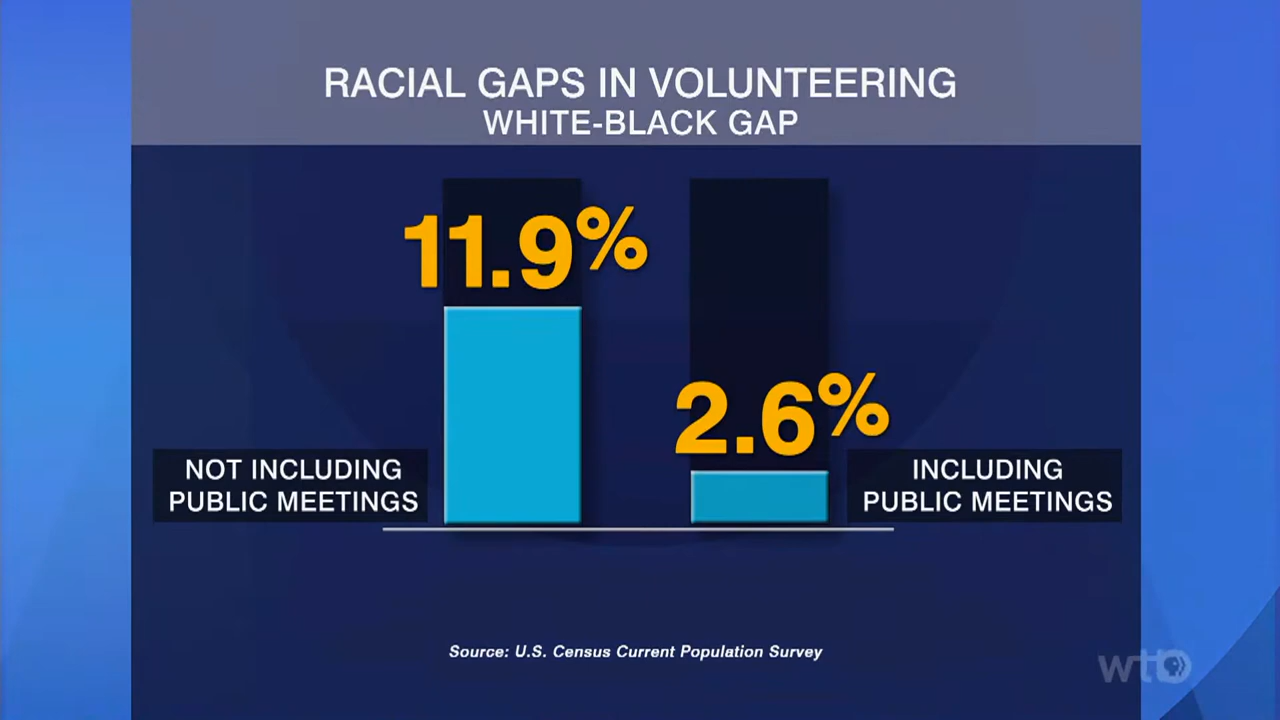 RACIAL GAPS IN VOLUNTEERING
WHITE-BLACK GAP
11.9%
2.6%
NOT INCLUDING
PUBLIC MEETINGS
INCLUDING
PUBLIC MEETINGS
Source: U.S. Census Current Population Survey